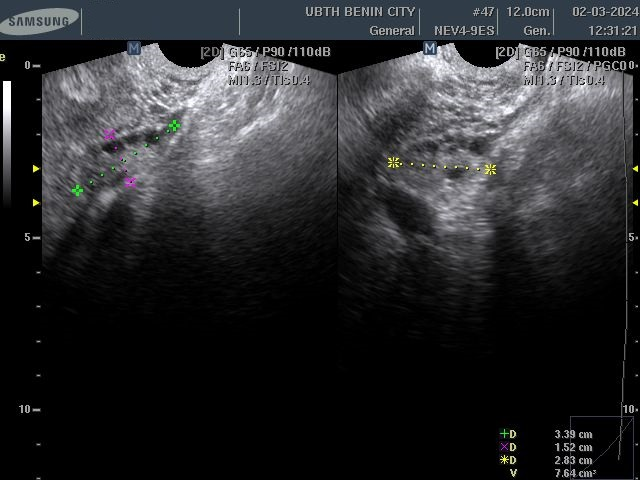 SAMSUNG
UBTH BENIN CITY #47 12.0cm 02-03-2024
General NEV4-9ES Gen. 12:31:21
e
M
[2D] G65 / P90 /110dB
FA6 / FSI2
MI1.3 / TIs0.4
M
[2D] G65 / P90 /110dB
FA6 / FSI2 / PGC00
MI1.3 / TIs0.4
0
5
10
0
5
10
D 3.39 cm
D 1.52 cm
D 2.83 cm
V 7.64 cm³